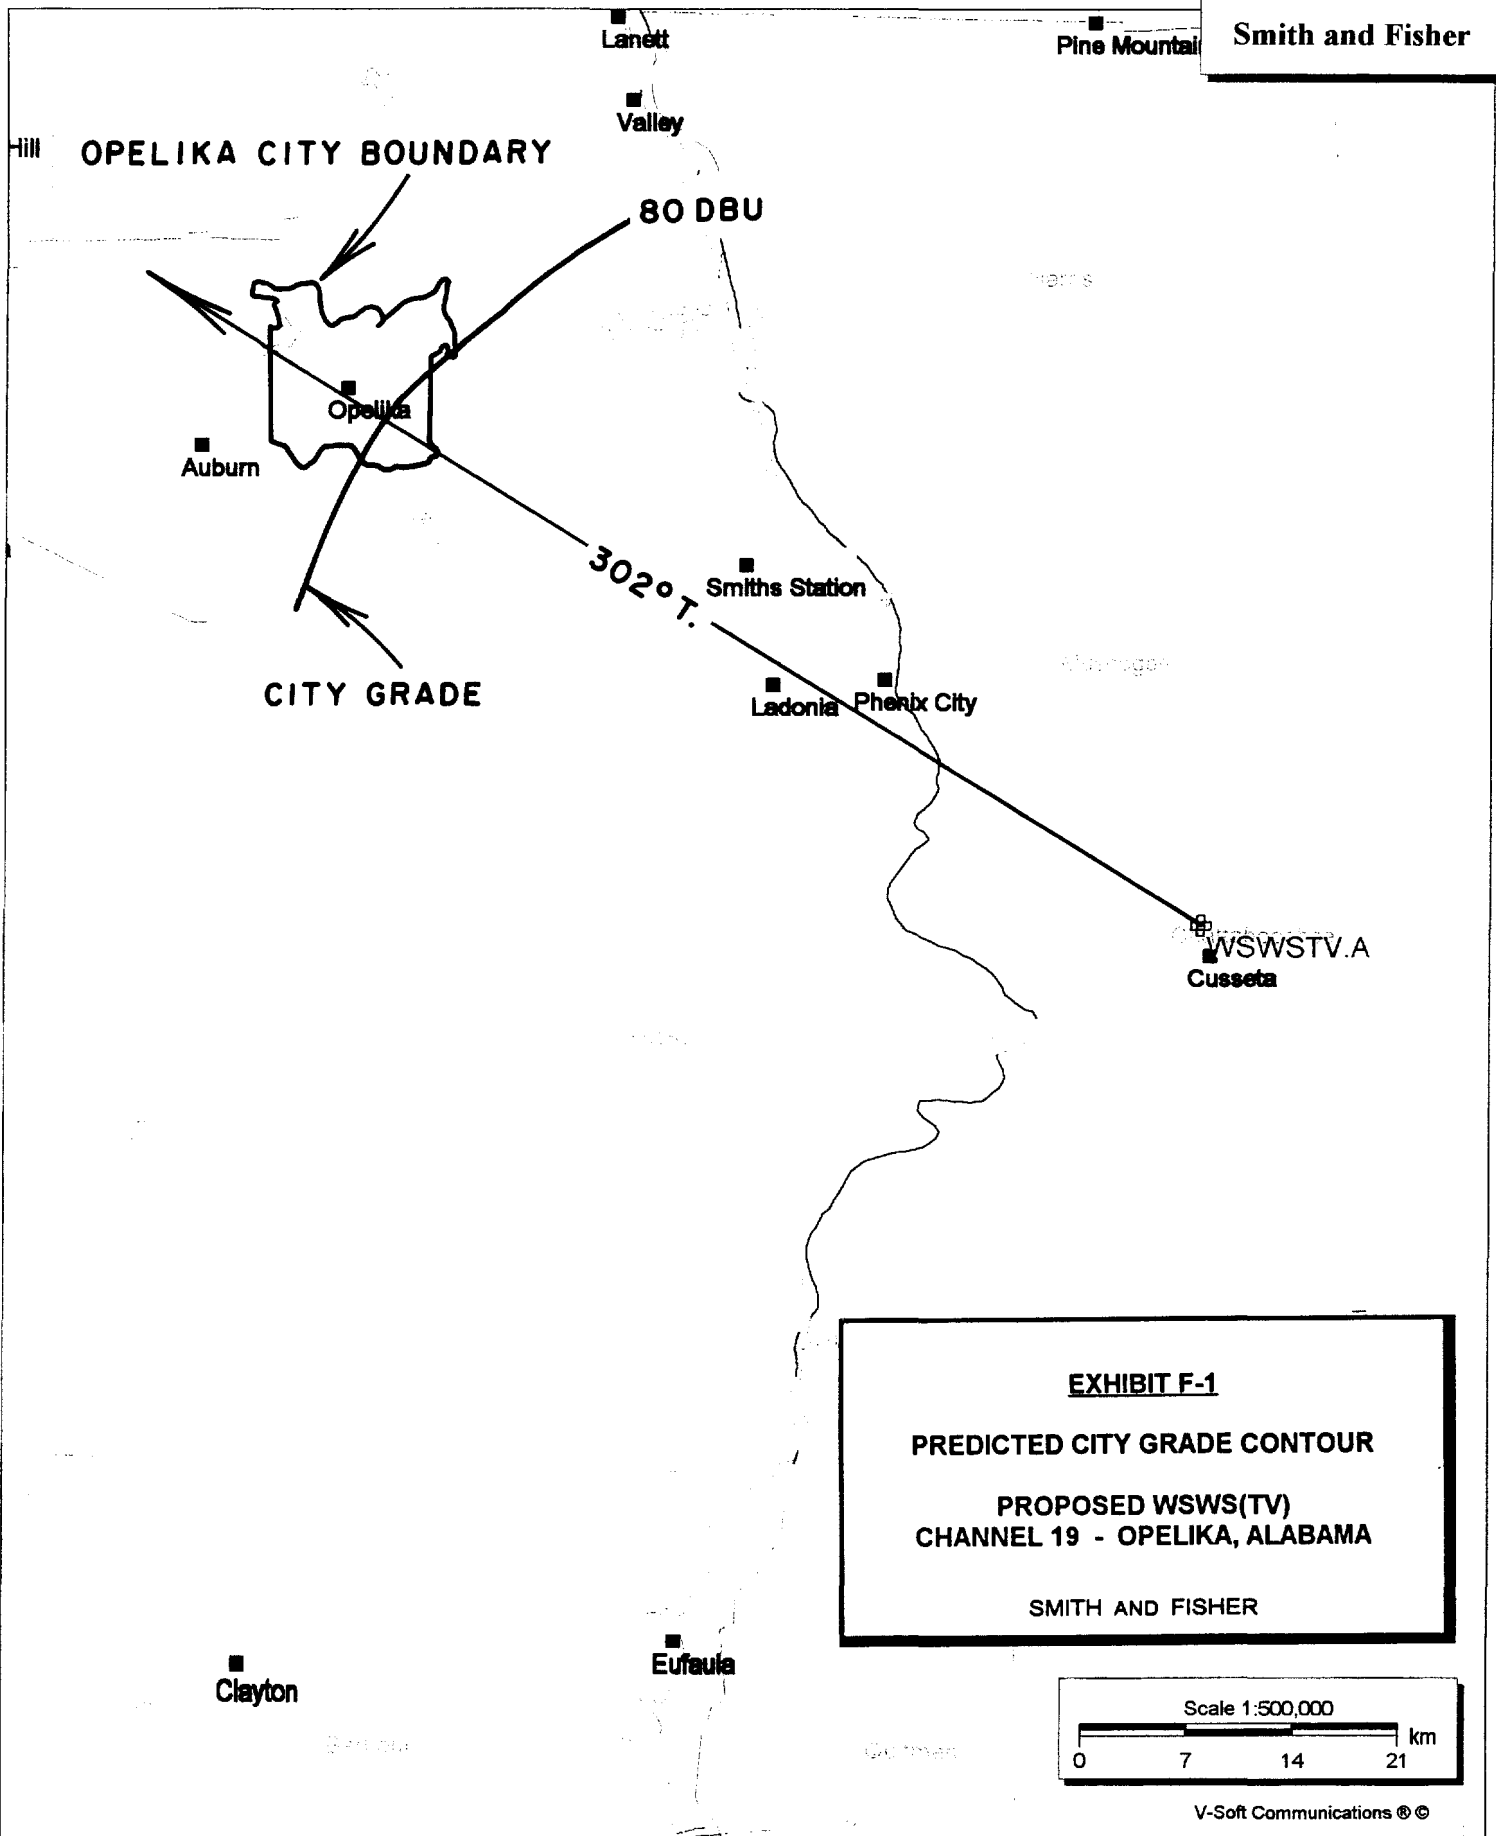 Smith and Fisher
Lanett
Pine Mountai
Valley
Hill
OPELIKA CITY BOUNDARY
80 DBU
Opelika
Auburn
302° T.
Smiths Station
CITY GRADE
Ladonia
Phenix City
WSWSTV.A
Cusseta
EXHIBIT F-1
PREDICTED CITY GRADE CONTOUR
PROPOSED WSWS(TV)
CHANNEL 19 - OPELIKA, ALABAMA
SMITH AND FISHER
Eufaula
Clayton
Scale 1:500,000
km
0 7 14 21
V-Soft Communications ® ©